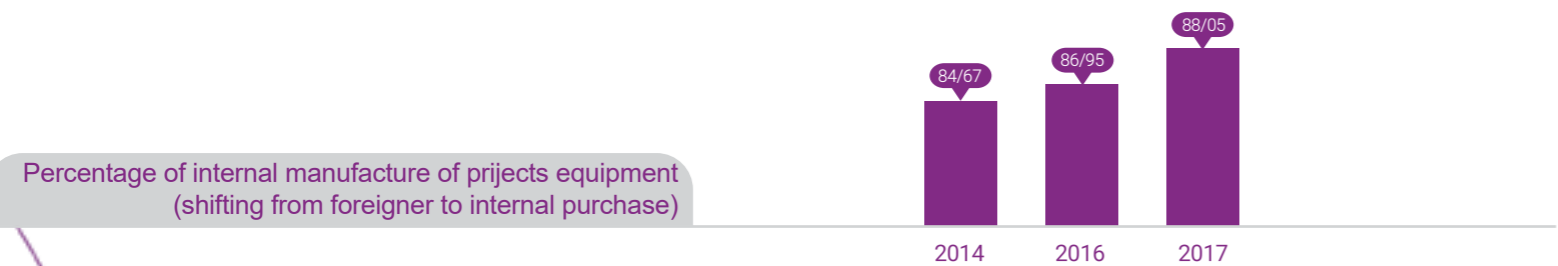 88/05
86/95
84/67
Percentage of internal manufacture of prijects equipment
(shifting from foreigner to internal purchase)
2014 2016 2017